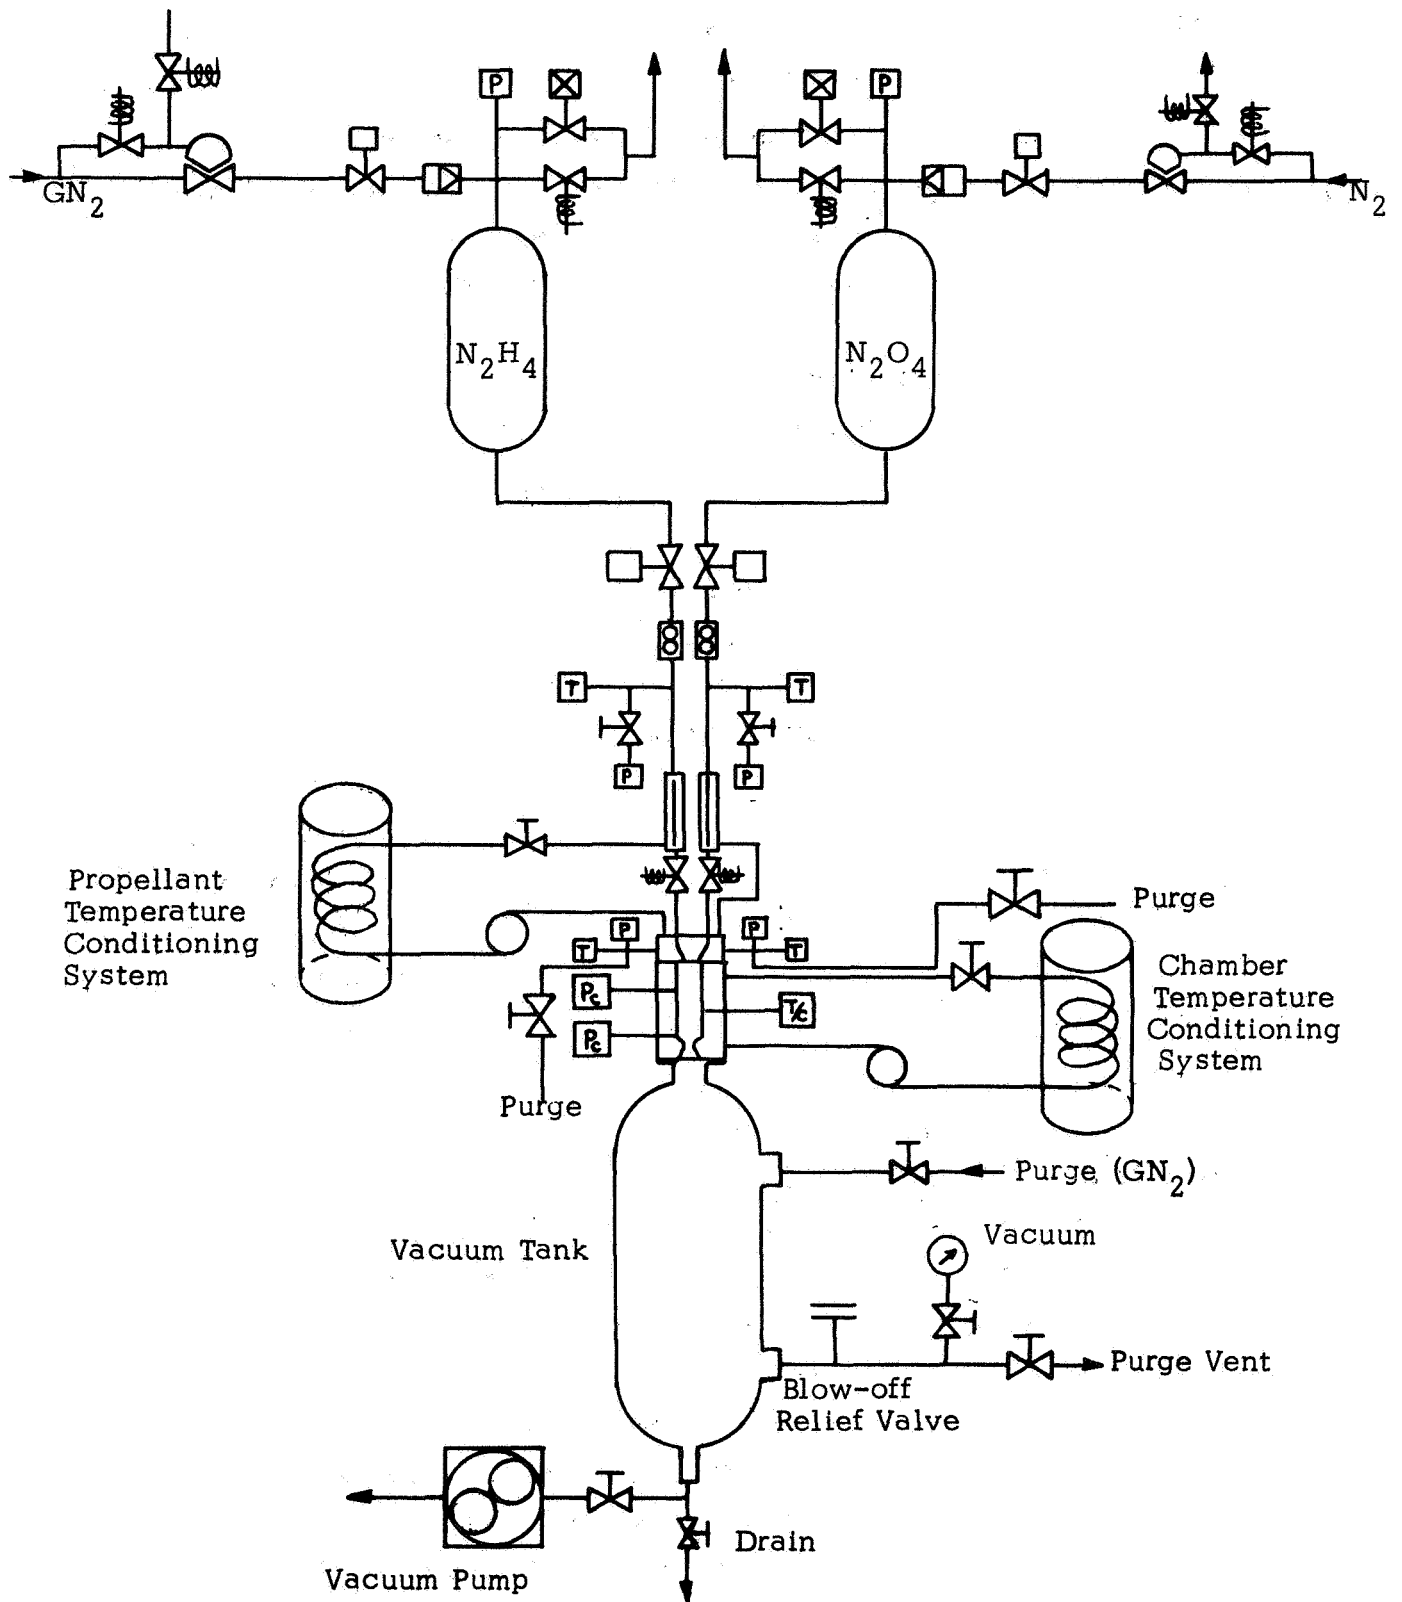 P
P
GN2
N2
N2H4
N2O4
T
T
P
P
Propellant
Temperature
Conditioning
System
Purge
P
P
T
T
Chamber
Temperature
Conditioning
System
Pc
T/C
Pc
Purge
Purge (GN2)
Vacuum
Vacuum Tank
Purge Vent
Blow-off
Relief Valve
Drain
Vacuum Pump